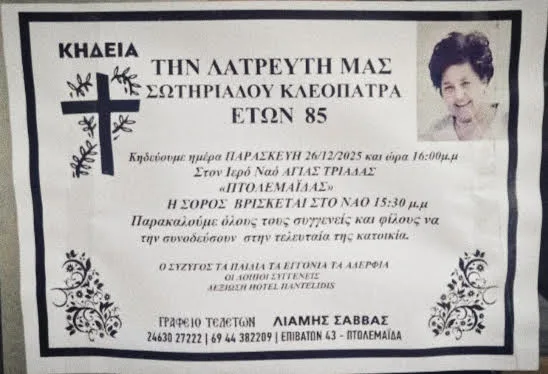 ΚΗΔΕΙΑ
ΤΗΝ ΛΑΤΡΕΥΤΗ ΜΑΣ
ΣΩΤΗΡΙΑΔΟΥ ΚΛΕΟΠΑΤΡΑ
ΕΤΩΝ 85
Κηδεύουμε ημέρα ΠΑΡΑΣΚΕΥΗ 26/12/2025 και ώρα 16:00μ.μ
Στον Ιερό Ναό ΑΓΙΑΣ ΤΡΙΑΔΑΣ
«ΠΤΟΛΕΜΑΪΔΑΣ»
Η ΣΟΡΟΣ ΒΡΙΣΚΕΤΑΙ ΣΤΟ ΝΑΟ 15:30 μ.μ
Παρακαλούμε όλους τους συγγενείς και φίλους να
την συνοδεύσουν στην τελευταία της κατοικία.
Ο ΣΥΖΥΓΟΣ ΤΑ ΠΑΙΔΙΑ ΤΑ ΕΓΓΟΝΙΑ ΤΑ ΑΔΕΡΦΙΑ
ΟΙ ΛΟΙΠΟΙ ΣΥΓΓΕΝΕΙΣ
ΔΕΞΙΩΣΗ HOTEL PANTELIDIS
ΓΡΑΦΕΙΟ ΤΕΛΕΤΩΝ ΛΙΑΜΗΣ ΣΑΒΒΑΣ
24630 27222 | 69 44 382209 | ΕΠΙΒΑΤΩΝ 43 - ΠΤΟΛΕΜΑΪΔΑ